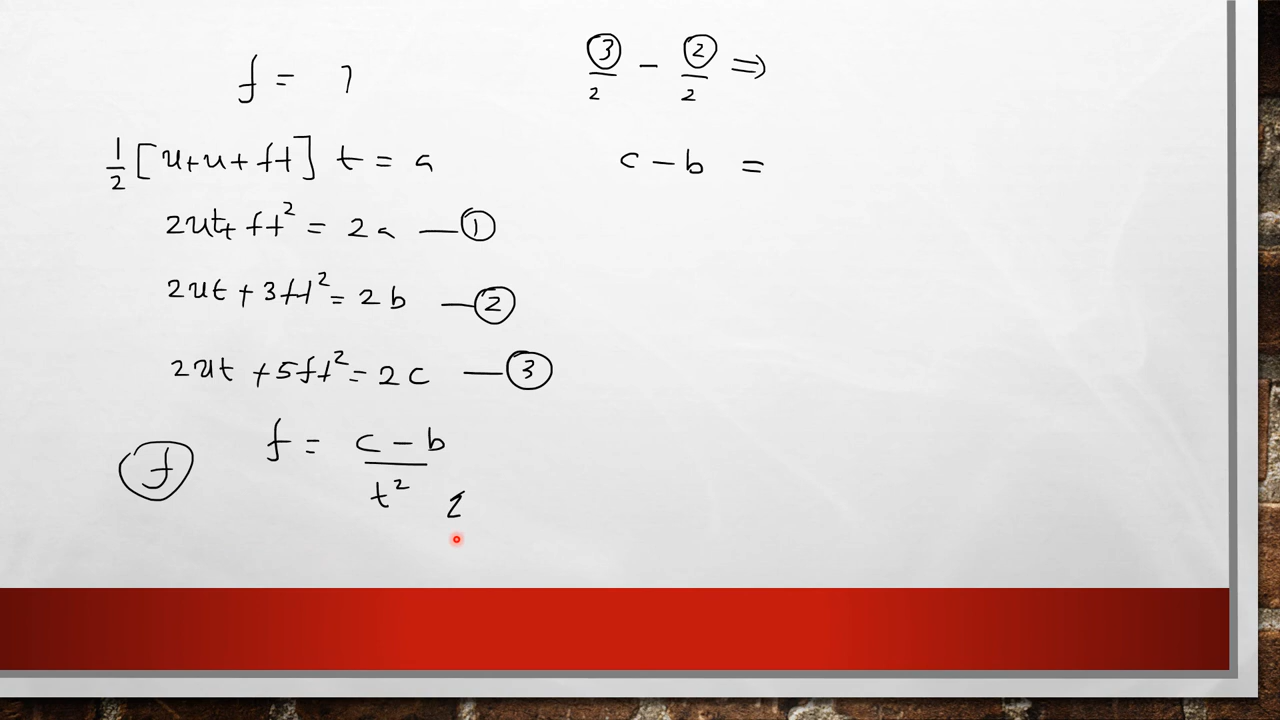 f = ?
1/2 [u+u+ft] t = a
2ut+ft² = 2a —①
2ut+3ft² = 2b —②
2ut+5ft² = 2c —③
f f = c-b/t²
③/2 - ②/2 ⇒
c-b =